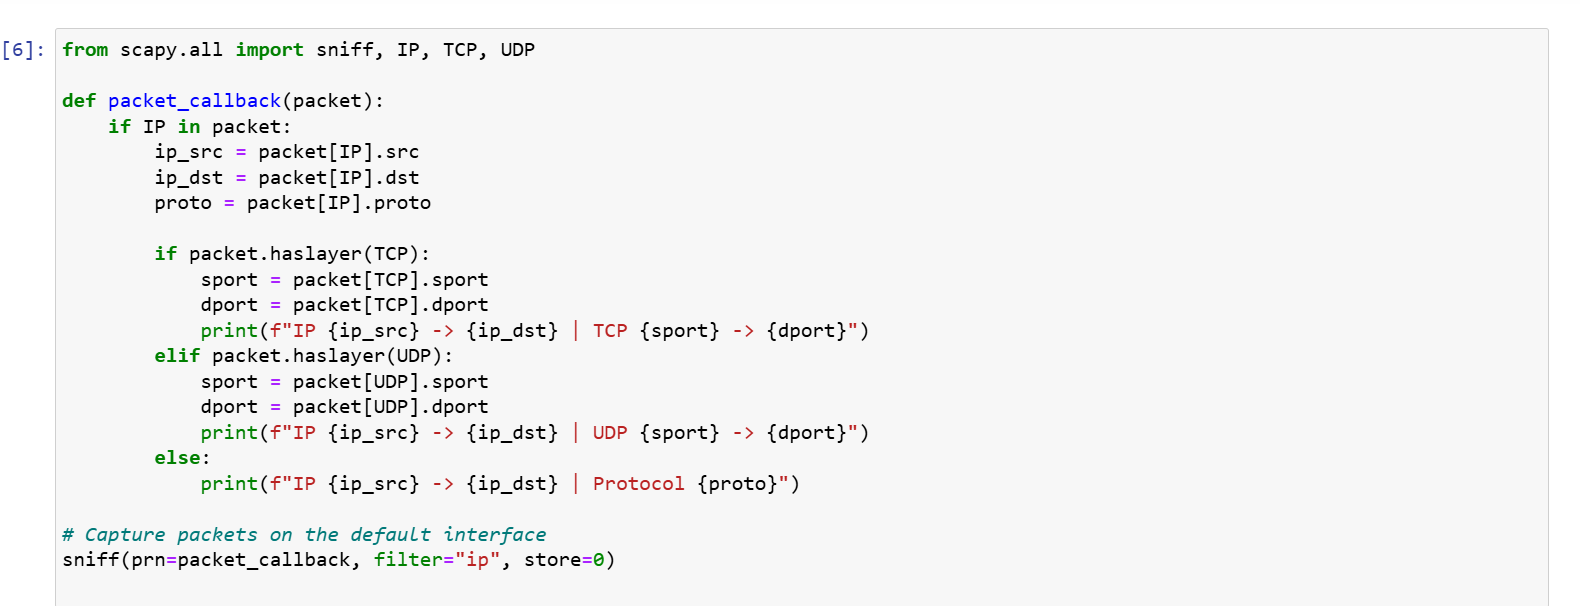 [6]: from scapy.all import sniff, IP, TCP, UDP

def packet_callback(packet):
    if IP in packet:
        ip_src = packet[IP].src
        ip_dst = packet[IP].dst
        proto = packet[IP].proto

        if packet.haslayer(TCP):
            sport = packet[TCP].sport
            dport = packet[TCP].dport
            print(f"IP {ip_src} -> {ip_dst} | TCP {sport} -> {dport}")
        elif packet.haslayer(UDP):
            sport = packet[UDP].sport
            dport = packet[UDP].dport
            print(f"IP {ip_src} -> {ip_dst} | UDP {sport} -> {dport}")
        else:
            print(f"IP {ip_src} -> {ip_dst} | Protocol {proto}")

# Capture packets on the default interface
sniff(prn=packet_callback, filter="ip", store=0)